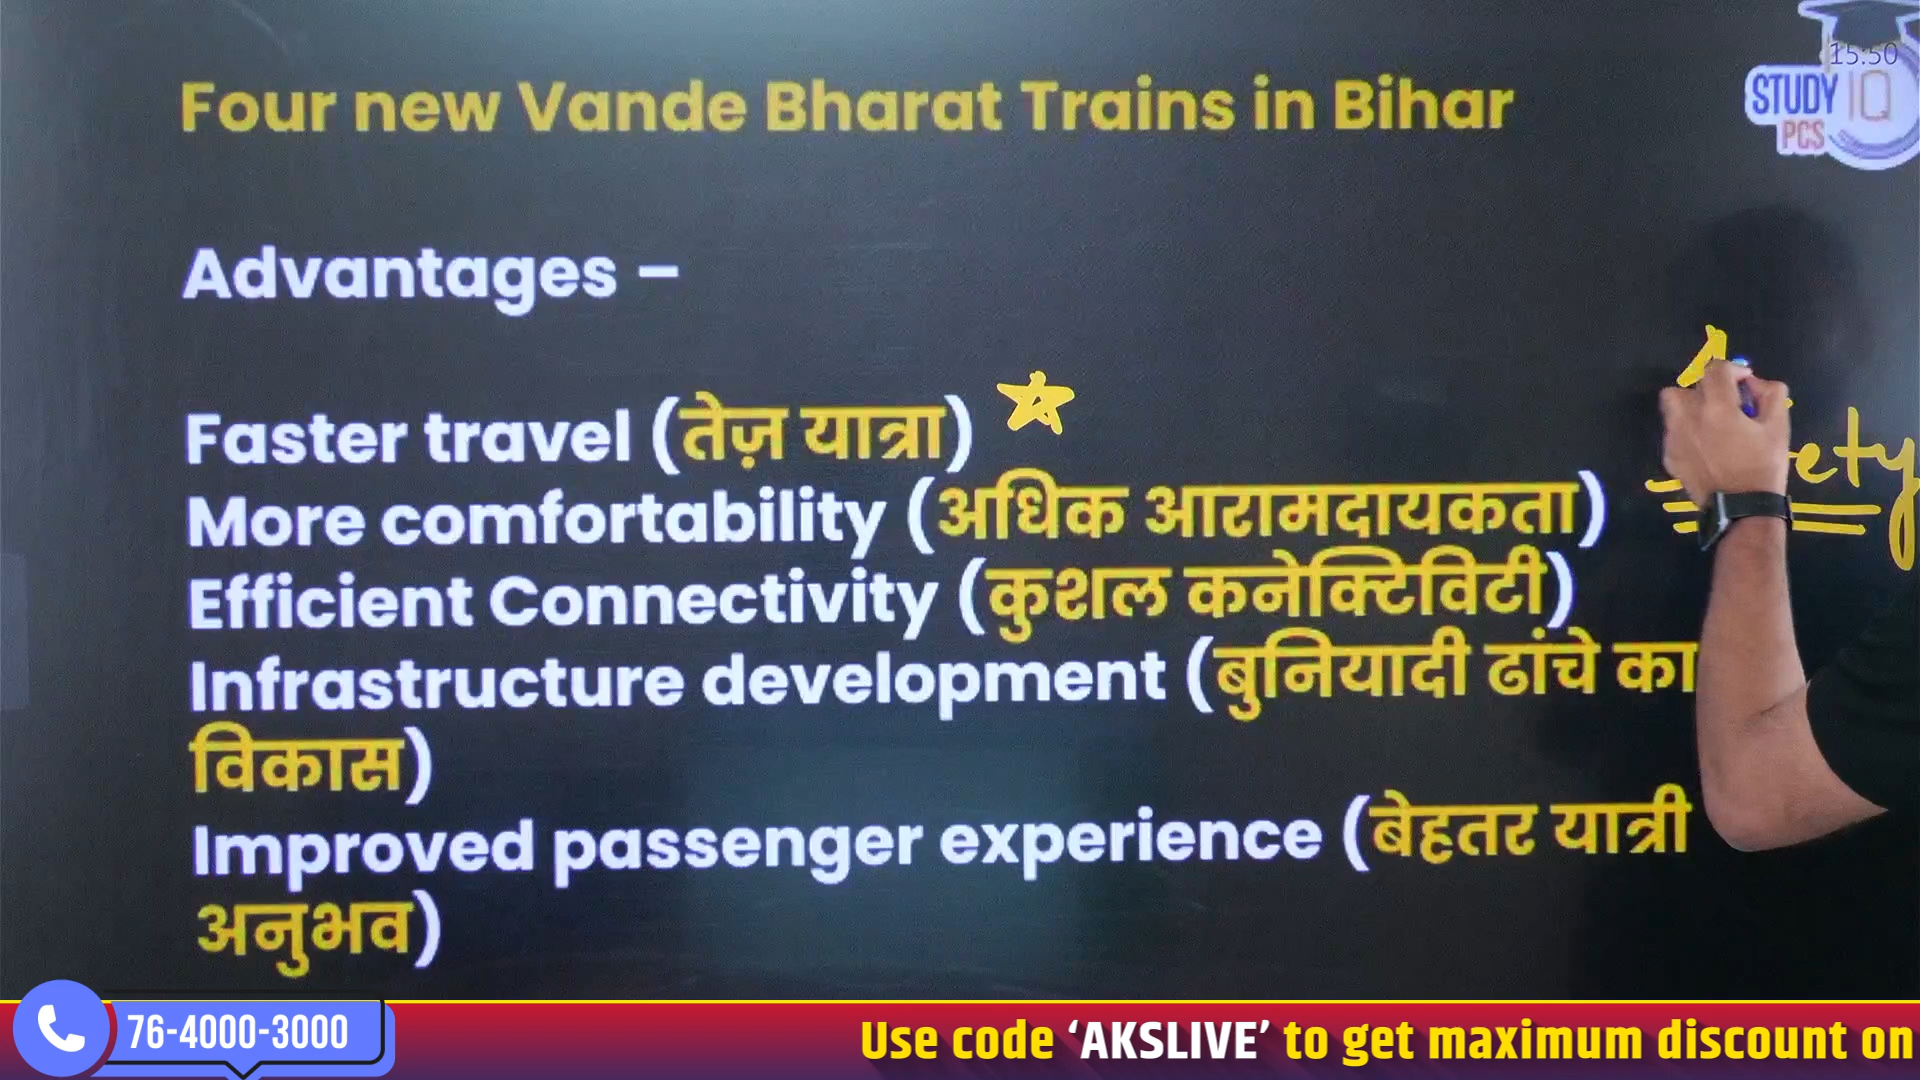 Four new Vande Bharat Trains in Bihar
15:50
STUDY IQ
PCS
Advantages –
Faster travel (तेज़ यात्रा)
More comfortability (अधिक आरामदायकता)
Efficient Connectivity (कुशल कनेक्टिविटी)
Infrastructure development (बुनियादी ढांचे का
विकास)
Improved passenger experience (बेहतर यात्री
अनुभव)
76-4000-3000
Use code ‘AKSLIVE’ to get maximum discount on